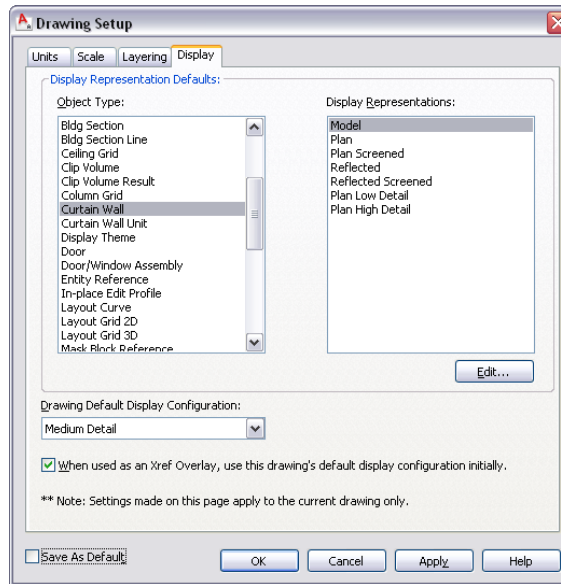 Drawing Setup
Units Scale Layering Display
Display Representation Defaults:
Object Type:
Bldg Section
Bldg Section Line
Ceiling Grid
Clip Volume
Clip Volume Result
Column Grid
Curtain Wall
Curtain Wall Unit
Display Theme
Door
Door/Window Assembly
Entity Reference
In-place Edit Profile
Layout Curve
Layout Grid 2D
Layout Grid 3D
Mask Block Reference
Display Representations:
Model
Plan
Plan Screened
Reflected
Reflected Screened
Plan Low Detail
Plan High Detail
Edit...
Drawing Default Display Configuration:
Medium Detail
When used as an Xref Overlay, use this drawing's default display configuration initially.
** Note: Settings made on this page apply to the current drawing only.
Save As Default
OK Cancel Apply Help